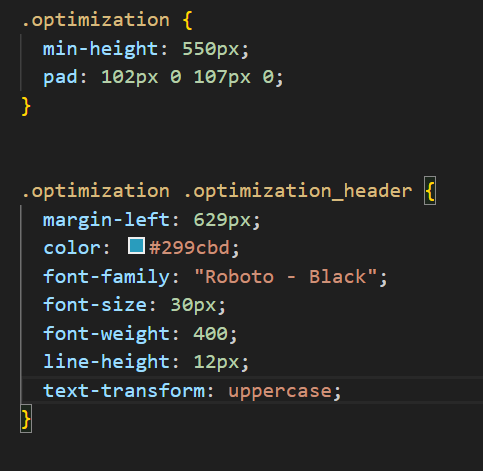 .optimization {
min-height: 550px;
pad: 102px 0 107px 0;
}
.optimization .optimization_header {
margin-left: 629px;
color: #299cbd;
font-family: "Roboto - Black";
font-size: 30px;
font-weight: 400;
line-height: 12px;
text-transform: uppercase;
}